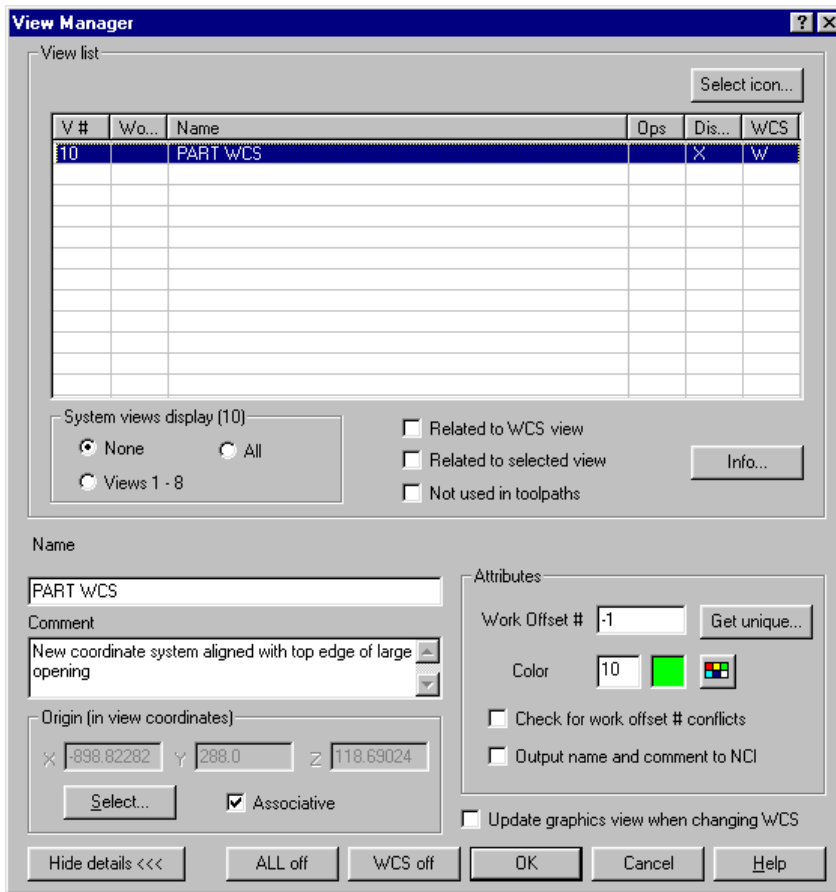 View Manager
View list
Select icon...
V # Wo... Name Ops Dis... WCS
10 PART WCS X W
System views display (10)
None All
Views 1 - 8
Related to WCS view
Related to selected view
Not used in toolpaths
Info...
Name
PART WCS
Comment
New coordinate system aligned with top edge of large
opening
Origin (in view coordinates)
X -898.82282 Y 288.0 Z 118.69024
Select... Associative
Attributes
Work Offset # -1 Get unique...
Color 10
Check for work offset # conflicts
Output name and comment to NCI
Update graphics view when changing WCS
Hide details <<< ALL off WCS off OK Cancel Help